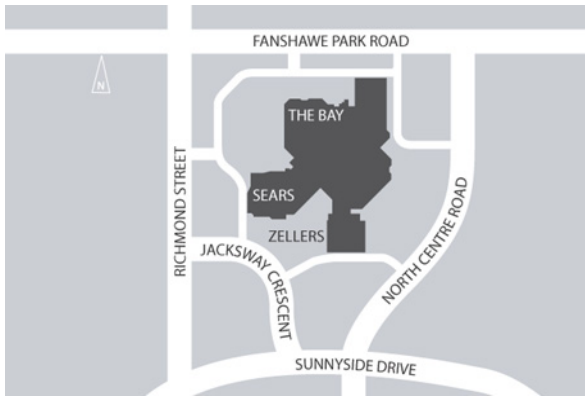 FANSHAWE PARK ROAD
N
THE BAY
RICHMOND STREET
SEARS
NORTH CENTRE ROAD
ZELLERS
JACKSWAY CRESCENT
SUNNYSIDE DRIVE